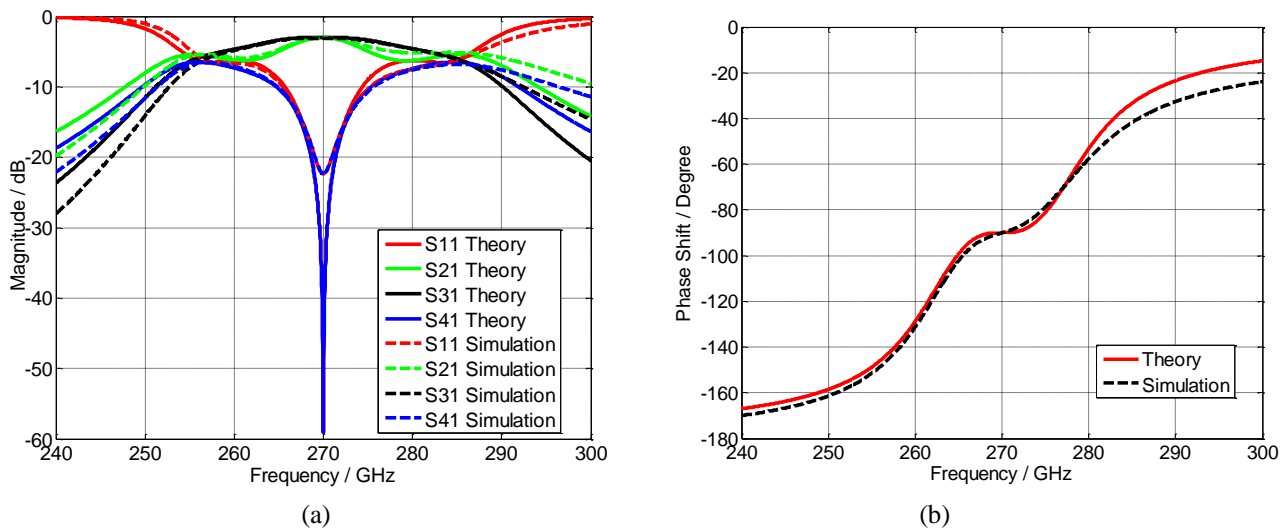 0
-10
-20
-30
-40
-50
-60
240 250 260 270 280 290 300
Magnitude / dB
Frequency / GHz
S11 Theory
S21 Theory
S31 Theory
S41 Theory
S11 Simulation
S21 Simulation
S31 Simulation
S41 Simulation
(a)
0
-20
-40
-60
-80
-100
-120
-140
-160
-180
240 250 260 270 280 290 300
Phase Shift / Degree
Frequency / GHz
Theory
Simulation
(b)